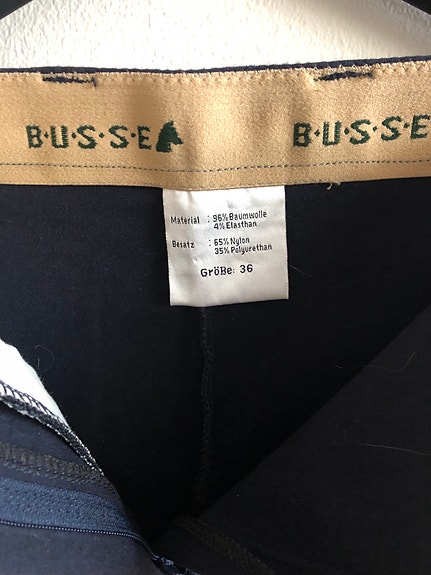 B·U·S·S·E B·U·S·S·E
Material : 96% Baumwolle
4% Elasthan
Besatz : 65% Nylon
35% Polyurethan
Größe: 36